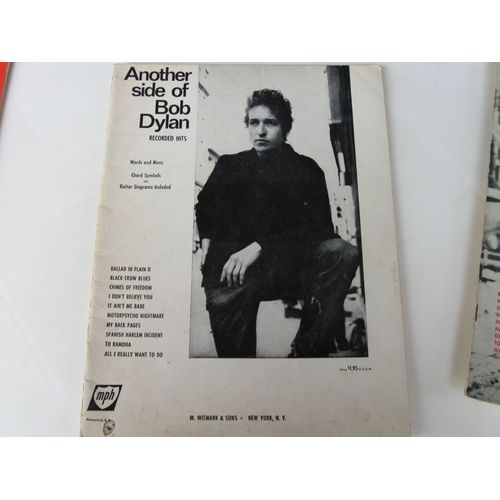 Another
side of
Bob
Dylan
RECORDED HITS
Words and Music
Chord Symbols
and
Guitar Diagrams Included
BALLAD IN PLAIN D
BLACK CROW BLUES
CHIMES OF FREEDOM
I DON'T BELIEVE YOU
IT AIN'T ME BABE
MOTORPSYCHO NIGHTMARE
MY BACK PAGES
SPANISH HARLEM INCIDENT
TO RAMONA
ALL I REALLY WANT TO DO
4.95 U.S.A.
mph
M. WITMARK & SONS • NEW YORK, N. Y.